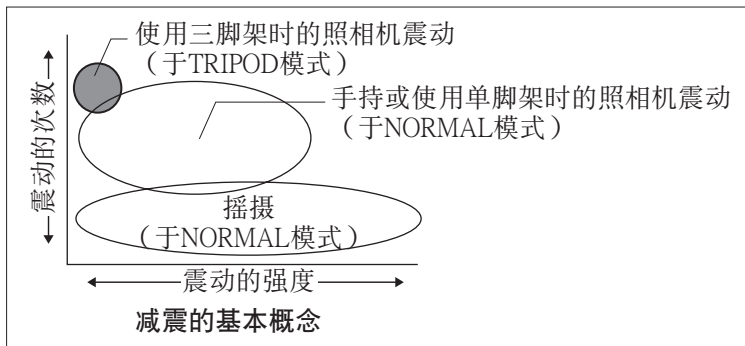 使用三脚架时的照相机震动
（于TRIPOD模式）
手持或使用单脚架时的照相机震动
（于NORMAL模式）
震动的次数
摇摄
（于NORMAL模式）
震动的强度
减震的基本概念